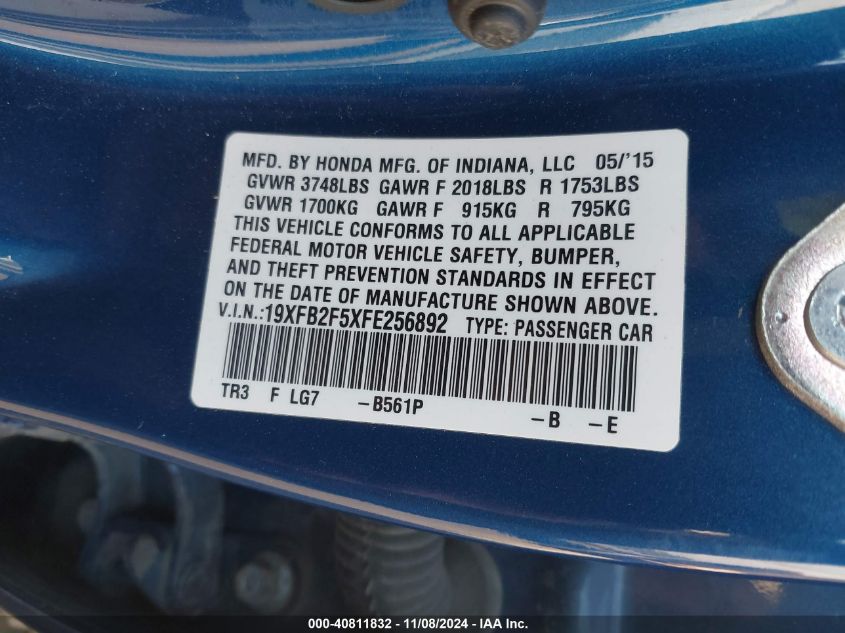 MFD. BY HONDA MFG. OF INDIANA, LLC 05/'15
GVWR 3748LBS GAWR F 2018LBS R 1753LBS
GVWR 1700KG GAWR F 915KG R 795KG
THIS VEHICLE CONFORMS TO ALL APPLICABLE
FEDERAL MOTOR VEHICLE SAFETY, BUMPER,
AND THEFT PREVENTION STANDARDS IN EFFECT
ON THE DATE OF MANUFACTURE SHOWN ABOVE.
V.I.N.:19XFB2F5XFE256892 TYPE: PASSENGER CAR
TR3 F LG7 -B561P -B -E
000-40811832 - 11/08/2024 - IAA Inc.